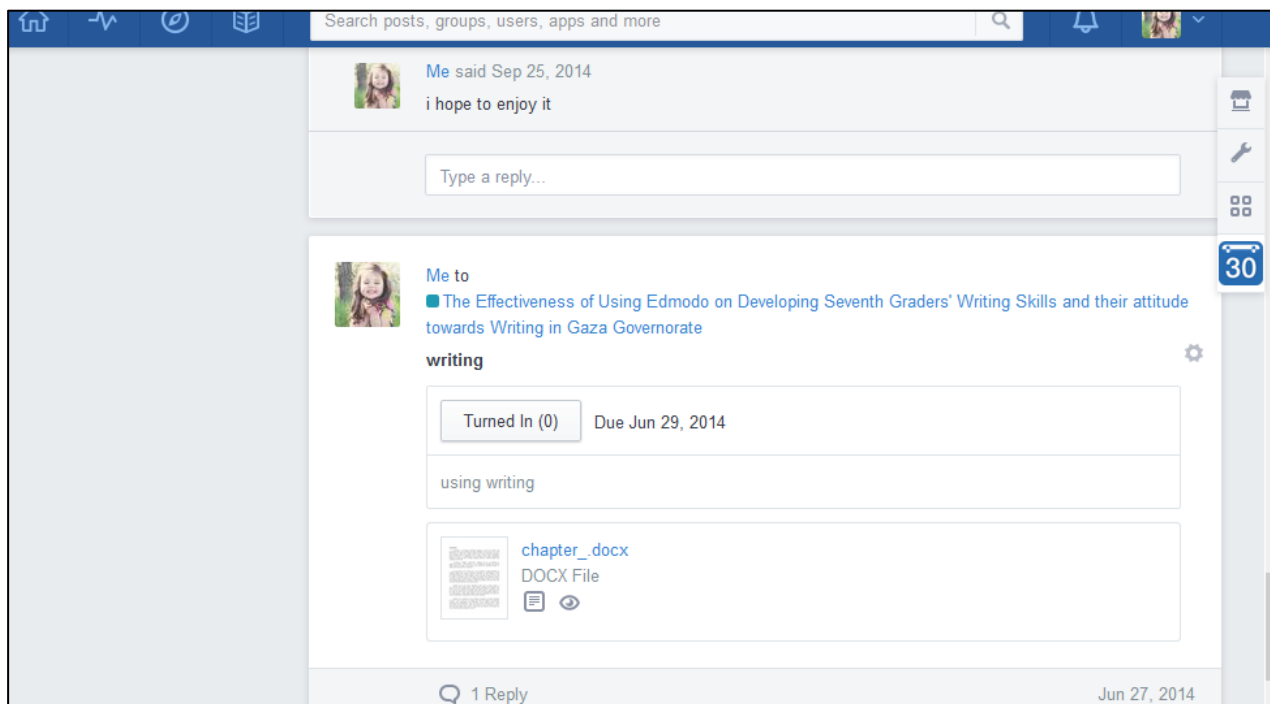 Search posts, groups, users, apps and more
Me said Sep 25, 2014
i hope to enjoy it
Type a reply...
30
Me to
The Effectiveness of Using Edmodo on Developing Seventh Graders' Writing Skills and their attitude
towards Writing in Gaza Governorate
writing
Turned In (0) Due Jun 29, 2014
using writing
chapter_.docx
DOCX File
1 Reply Jun 27, 2014